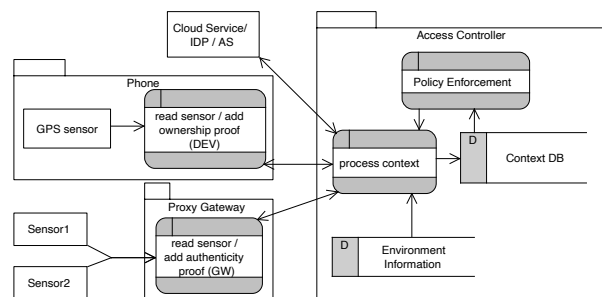 Cloud Service/
IDP / AS
Access Controller
Policy Enforcement
Phone
GPS sensor
read sensor / add
ownership proof
(DEV)
process context
D
Context DB
Proxy Gateway
Sensor1
Sensor2
read sensor /
add authenticity
proof (GW)
D
Environment
Information